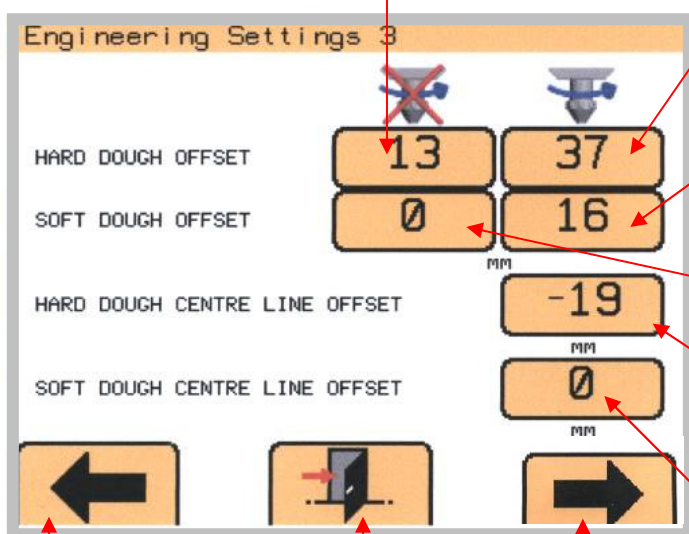 Engineering Settings 3
HARD DOUGH OFFSET 13 37
SOFT DOUGH OFFSET 0 16
MM
HARD DOUGH CENTRE LINE OFFSET -19
MM
SOFT DOUGH CENTRE LINE OFFSET 0
MM